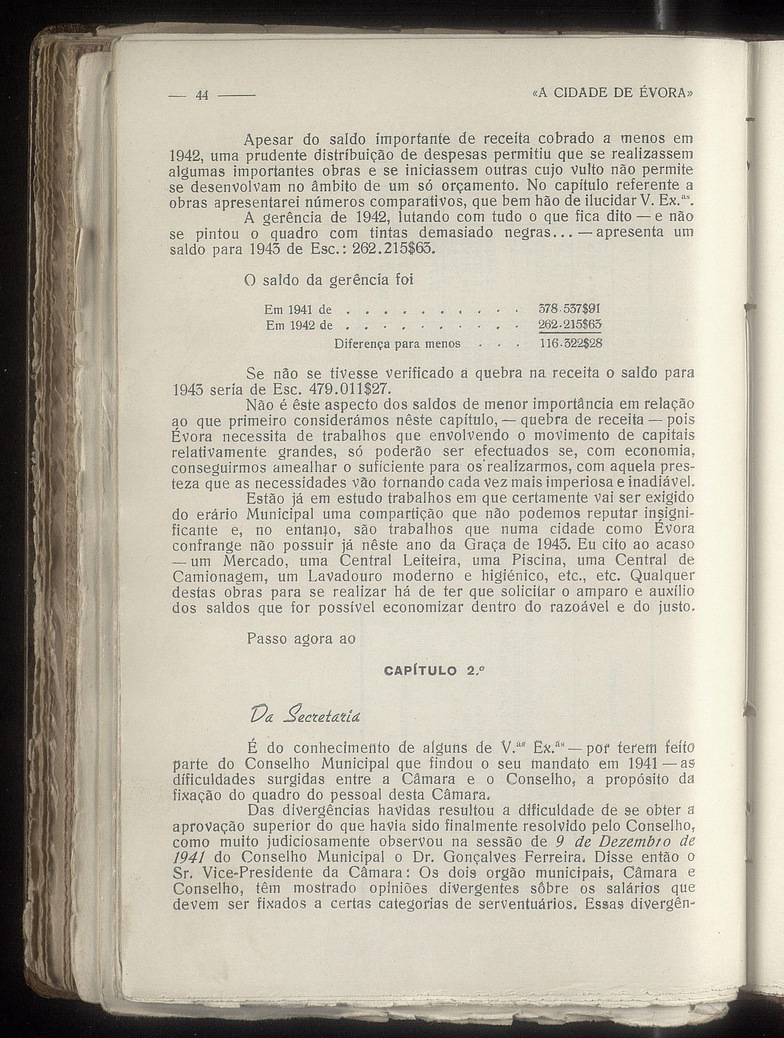 — 44 —— «A CIDADE DE ÉVORA»
Apesar do saldo importante de receita cobrado a menos em
1942, uma prudente distribuição de despesas permitiu que se realizassem
algumas importantes obras e se iniciassem outras cujo vulto não permite
se desenvolvam no âmbito de um só orçamento. No capítulo referente a
obras apresentarei números comparativos, que bem hão de ilucidar V. Ex.ªˢ.
A gerência de 1942, lutando com tudo o que fica dito — e não
se pintou o quadro com tintas demasiado negras... — apresenta um
saldo para 1943 de Esc.: 262.215$63.
O saldo da gerência foi
Em 1941 de . . . . . . . . . . 378.537$91
Em 1942 de . . . . . . . . . . 262.215$63
Diferença para menos . . . 116.322$28
Se não se tivesse verificado a quebra na receita o saldo para
1943 seria de Esc. 479.011$27.
Não é êste aspecto dos saldos de menor importância em relação
ao que primeiro considerámos nêste capítulo, — quebra de receita — pois
Évora necessita de trabalhos que envolvendo o movimento de capitais
relativamente grandes, só poderão ser efectuados se, com economia,
conseguirmos amealhar o suficiente para os realizarmos, com aquela pres-
teza que as necessidades vão tornando cada vez mais imperiosa e inadiável.
Estão já em estudo trabalhos em que certamente vai ser exigido
do erário Municipal uma compartição que não podemos reputar insigni-
ficante e, no entanto, são trabalhos que numa cidade como Évora
confrange não possuir já nêste ano da Graça de 1943. Eu cito ao acaso
— um Mercado, uma Central Leiteira, uma Piscina, uma Central de
Camionagem, um Lavadouro moderno e higiénico, etc., etc. Qualquer
destas obras para se realizar há de ter que solicitar o amparo e auxílio
dos saldos que for possível economizar dentro do razoável e do justo.
Passo agora ao
CAPÍTULO 2.º
Da Secretaria
É do conhecimento de alguns de V.ªˢ Ex.ªˢ — por terem feito
parte do Conselho Municipal que findou o seu mandato em 1941 — as
dificuldades surgidas entre a Câmara e o Conselho, a propósito da
fixação do quadro do pessoal desta Câmara.
Das divergências havidas resultou a dificuldade de se obter a
aprovação superior do que havia sido finalmente resolvido pelo Conselho,
como muito judiciosamente observou na sessão de 9 de Dezembro de
1941 do Conselho Municipal o Dr. Gonçalves Ferreira. Disse então o
Sr. Vice-Presidente da Câmara: Os dois orgão municipais, Câmara e
Conselho, têm mostrado opiniões divergentes sôbre os salários que
devem ser fixados a certas categorias de serventuários. Essas divergên-